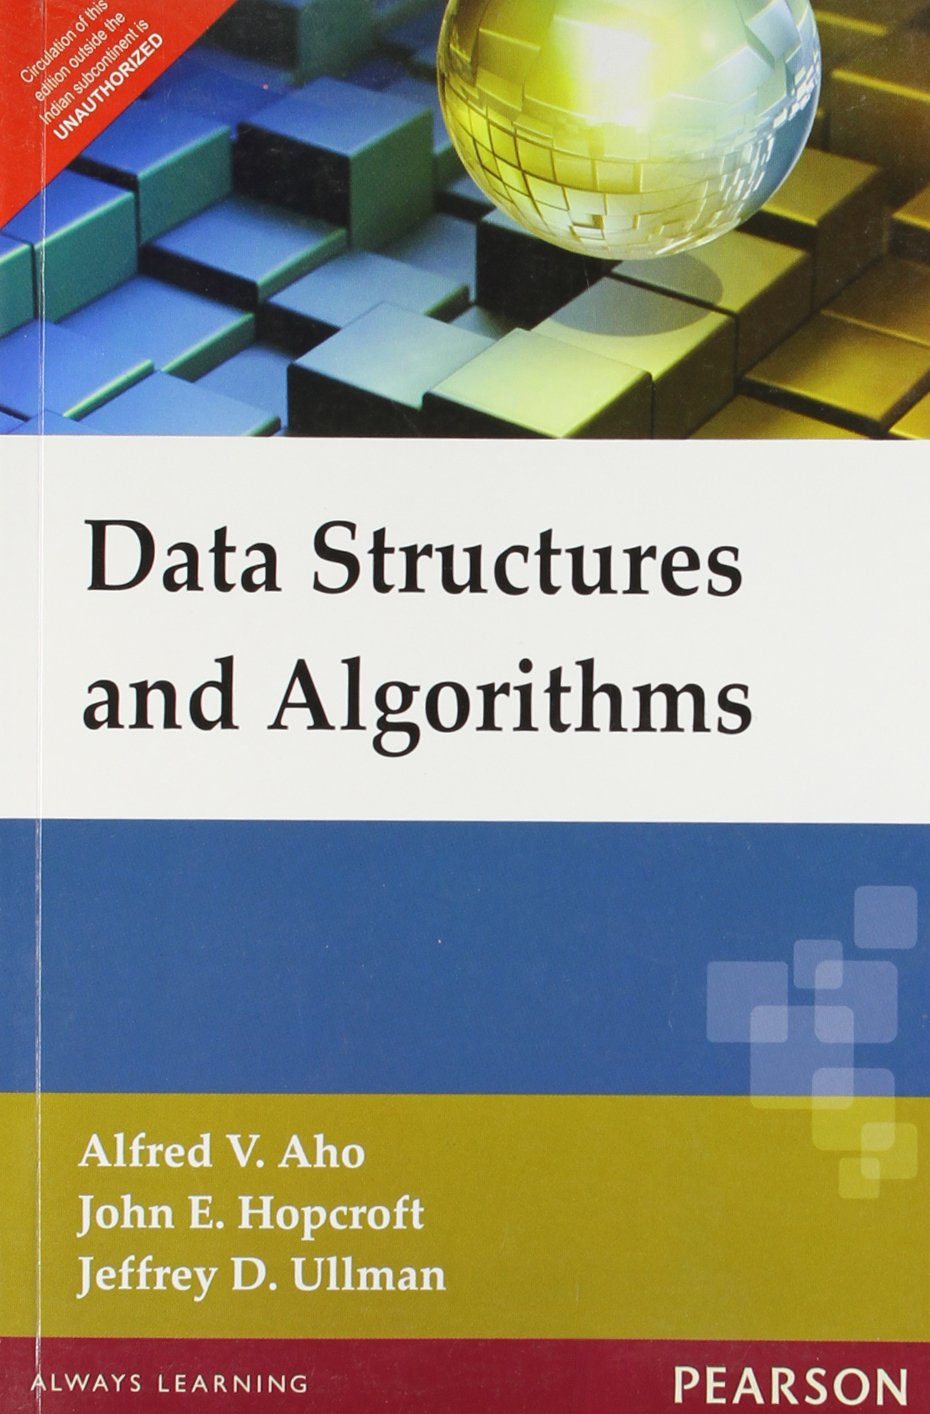 Circulation of this
edition outside the
Indian subcontinent is
UNAUTHORIZED
Data Structures
and Algorithms
Alfred V. Aho
John E. Hopcroft
Jeffrey D. Ullman
ALWAYS LEARNING
PEARSON